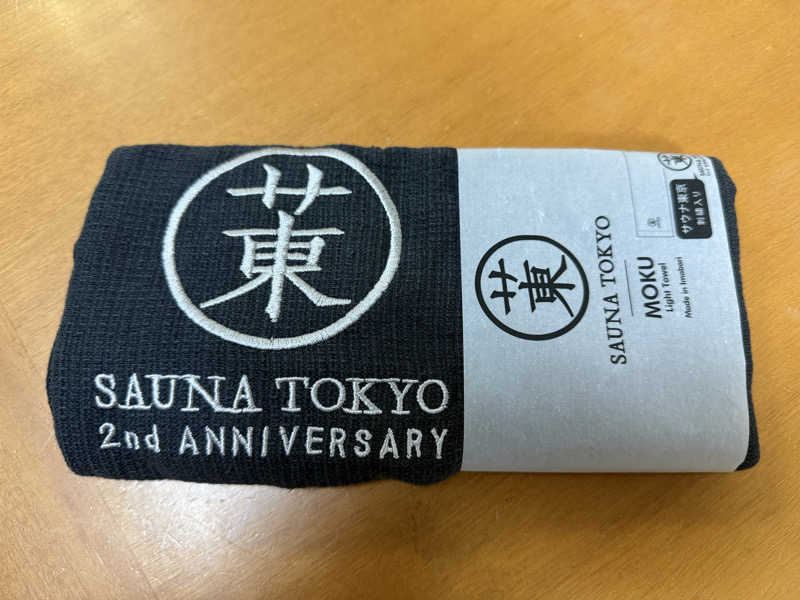 サ東
SAUNA TOKYO
2nd ANNIVERSARY
サ東
SAUNA TOKYO
MOKU
Light Towel
Made in Imabari
サウナ東京
刺繍入り